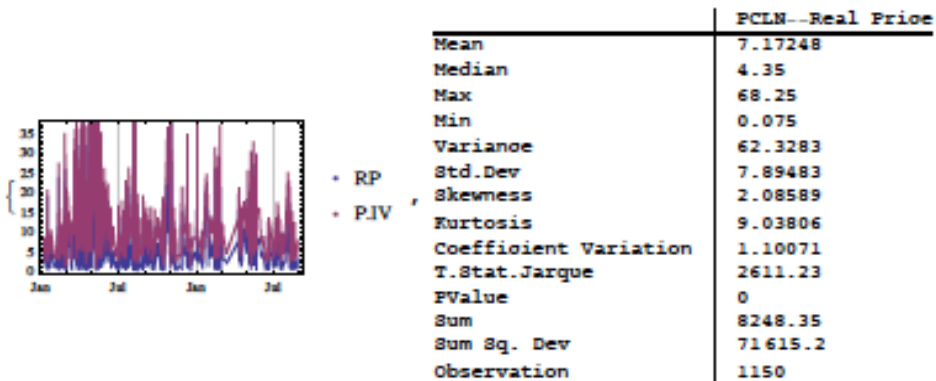 PCLN--Real Price
Mean 7.17248
Median 4.35
Max 68.25
Min 0.075
Variance 62.3283
Std.Dev 7.89483
Skewness 2.08589
Kurtosis 9.03806
Coefficient Variation 1.10071
T.Stat.Jarque 2611.23
PValue 0
Sum 8248.35
Sum Sq. Dev 71615.2
Observation 1150
{
35
30
25
20
15
10
5
0
Jan Jul Jan Jul
RP
P.IV
,